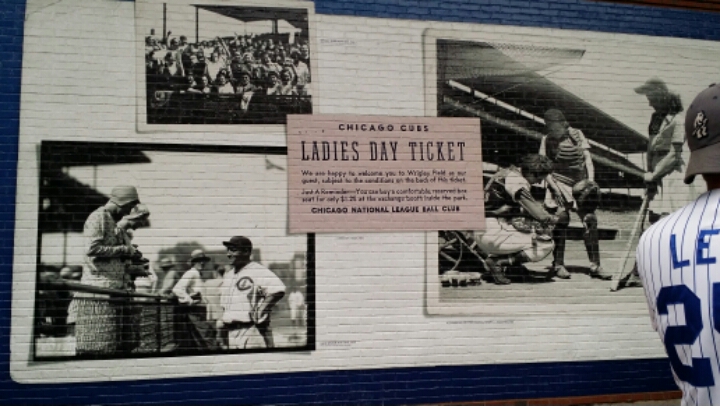 CHICAGO CUBS
LADIES DAY TICKET
We are happy to welcome you to Wrigley Field as our
guest, subject to the conditions on the back of this ticket.
Just A Reminder—You can buy a comfortable, reserved box
seat for only $1.25 at the exchange booth inside the park.
CHICAGO NATIONAL LEAGUE BALL CLUB
LE
2